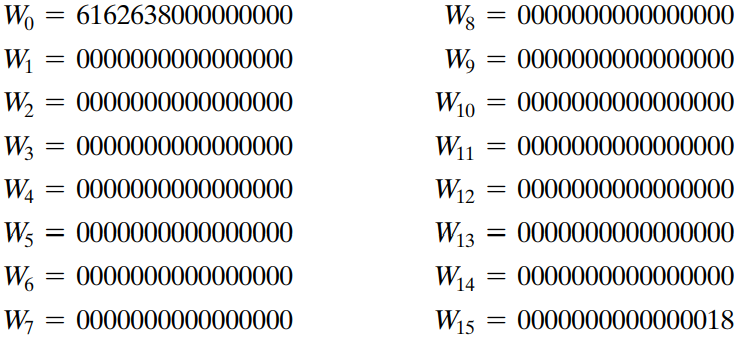 W₀ = 6162638000000000
W₁ = 0000000000000000
W₂ = 0000000000000000
W₃ = 0000000000000000
W₄ = 0000000000000000
W₅ = 0000000000000000
W₆ = 0000000000000000
W₇ = 0000000000000000
W₈ = 0000000000000000
W₉ = 0000000000000000
W₁₀ = 0000000000000000
W₁₁ = 0000000000000000
W₁₂ = 0000000000000000
W₁₃ = 0000000000000000
W₁₄ = 0000000000000000
W₁₅ = 0000000000000018